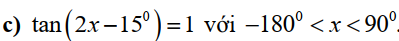 c) tan(2x−15⁰)=1 với −180⁰ < x < 90⁰.